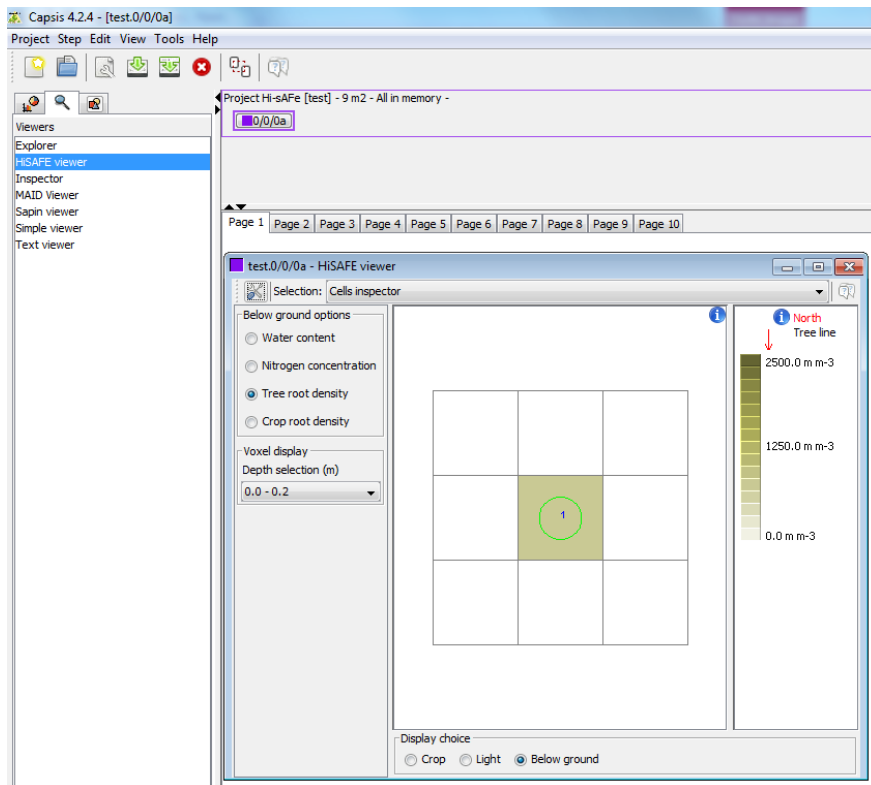 Capsis 4.2.4 - [test.0/0/0a]
Project Step Edit View Tools Help
Project Hi-sAFe [test] - 9 m2 - All in memory -
0/0/0a
Viewers
Explorer
HiSAFE viewer
Inspector
MAID Viewer
Sapin viewer
Simple viewer
Text viewer
Page 1 Page 2 Page 3 Page 4 Page 5 Page 6 Page 7 Page 8 Page 9 Page 10
test.0/0/0a - HiSAFE viewer
Selection: Cells inspector
Below ground options
Water content
Nitrogen concentration
Tree root density
Crop root density
Voxel display
Depth selection (m)
0.0 - 0.2
1
North
Tree line
2500.0 m m-3
1250.0 m m-3
0.0 m m-3
Display choice
Crop Light Below ground